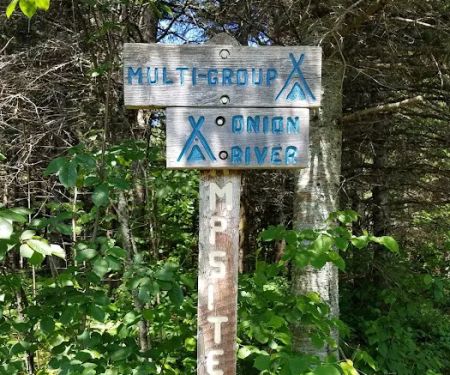 MULTI-GROUP
ONION
RIVER
MPSITE